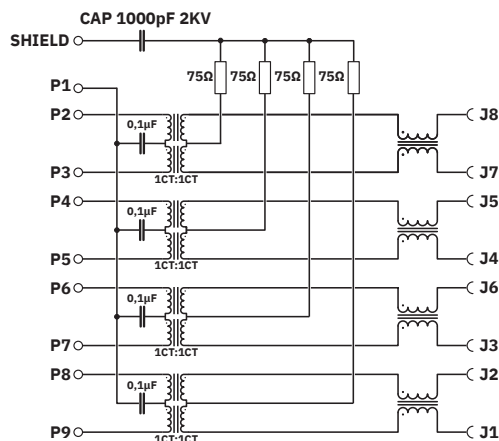 CAP 1000pF 2KV
SHIELD
75Ω 75Ω 75Ω 75Ω
P1
P2
0,1µF
J8
P3
1CT:1CT
J7
P4
0,1µF
J5
P5
1CT:1CT
J4
P6
0,1µF
J6
P7
1CT:1CT
J3
P8
0,1µF
J2
P9
1CT:1CT
J1